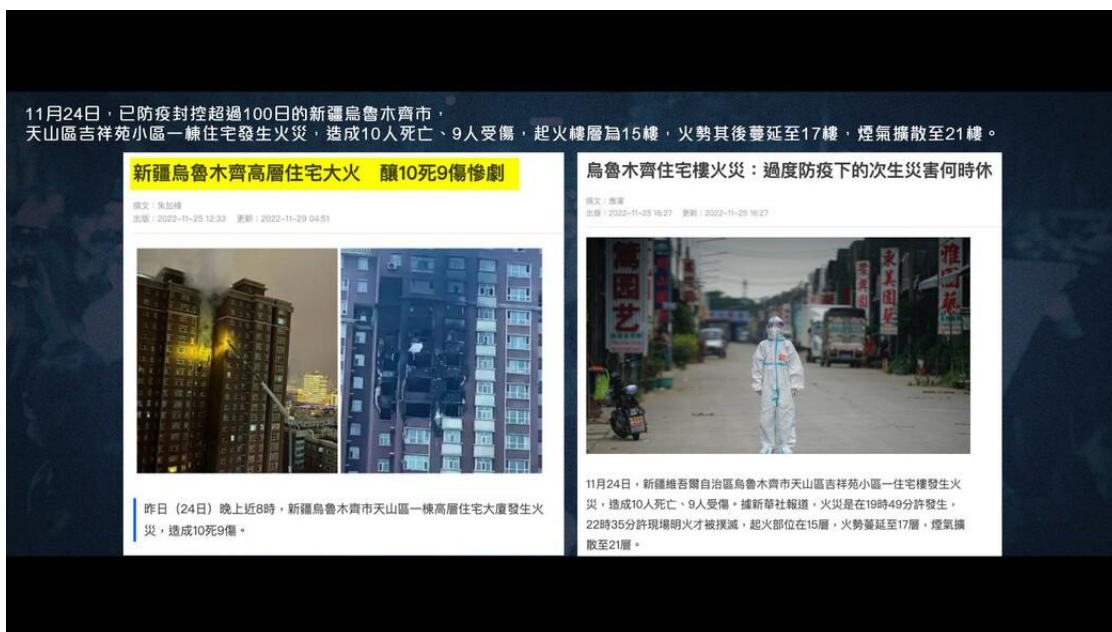 11月24日，已防疫封控超過100日的新疆烏魯木齊市，
天山區吉祥苑小區一棟住宅發生火災，造成10人死亡、9人受傷，起火樓層為15樓，火勢其後蔓延至17樓，煙氣擴散至21樓。
新疆烏魯木齊高層住宅大火　釀10死9傷慘劇
撰文：朱加樟
出版：2022-11-25 12:33　更新：2022-11-29 04:51
昨日（24日）晚上近8時，新疆烏魯木齊市天山區一棟高層住宅大廈發生火
災，造成10死9傷。
烏魯木齊住宅樓火災：過度防疫下的次生災害何時休
撰文：應濯
出版：2022-11-25 16:27　更新：2022-11-25 16:27
東美園藝
11月24日，新疆維吾爾自治區烏魯木齊市吉祥苑小區一住宅樓發生火
災，造成10人死亡、9人受傷。據新華社報道，火災是在19時49分許發生，
22時35分許現場明火才被撲滅，起火部位在15層，火勢蔓延至17層，煙氣擴
散至21層。